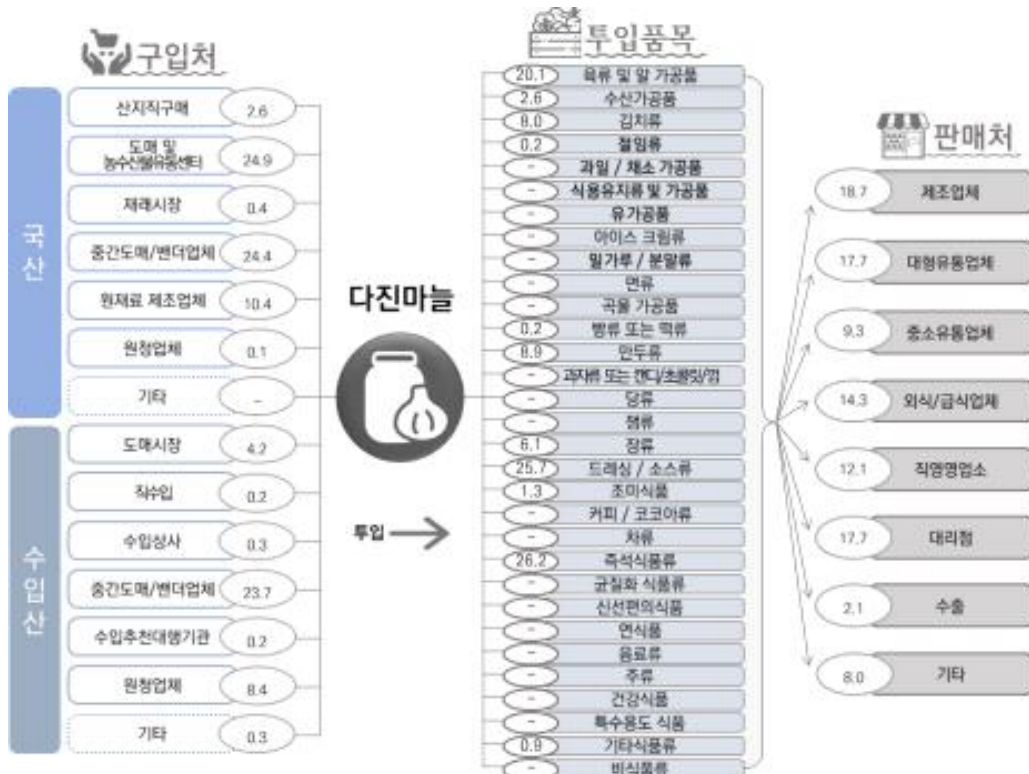 구입처
국산
산지직구매 2.6
도매 및
농수산물유통센터 24.9
재래시장 0.4
중간도매/밴더업체 24.4
원재료 제조업체 10.4
원청업체 0.1
기타 -
수입산
도매시장 4.2
직수입 0.2
수입상사 0.3
중간도매/밴더업체 23.7
수입추천대행기관 0.2
원청업체 8.4
기타 0.3
다진마늘
투입
투입품목
20.1 육류 및 알 가공품
2.6 수산가공품
8.0 김치류
0.2 절임류
- 과일 / 채소 가공품
- 식용유지류 및 가공품
- 유가공품
- 아이스 크림류
- 밀가루 / 분말류
- 면류
- 곡물 가공품
0.2 빵류 또는 떡류
8.9 만두류
- 과자류 또는 캔디/초콜릿/껌
- 당류
- 잼류
6.1 장류
25.7 드레싱 / 소스류
1.3 조미식품
- 커피 / 코코아류
- 차류
26.2 즉석식품류
- 균질화 식품류
- 신선편의식품
- 연식품
- 음료류
- 주류
- 건강식품
- 특수용도 식품
0.9 기타식품류
- 비식품류
판매처
18.7 제조업체
17.7 대형유통업체
9.3 중소유통업체
14.3 외식/급식업체
12.1 직영영업소
17.7 대리점
2.1 수출
8.0 기타